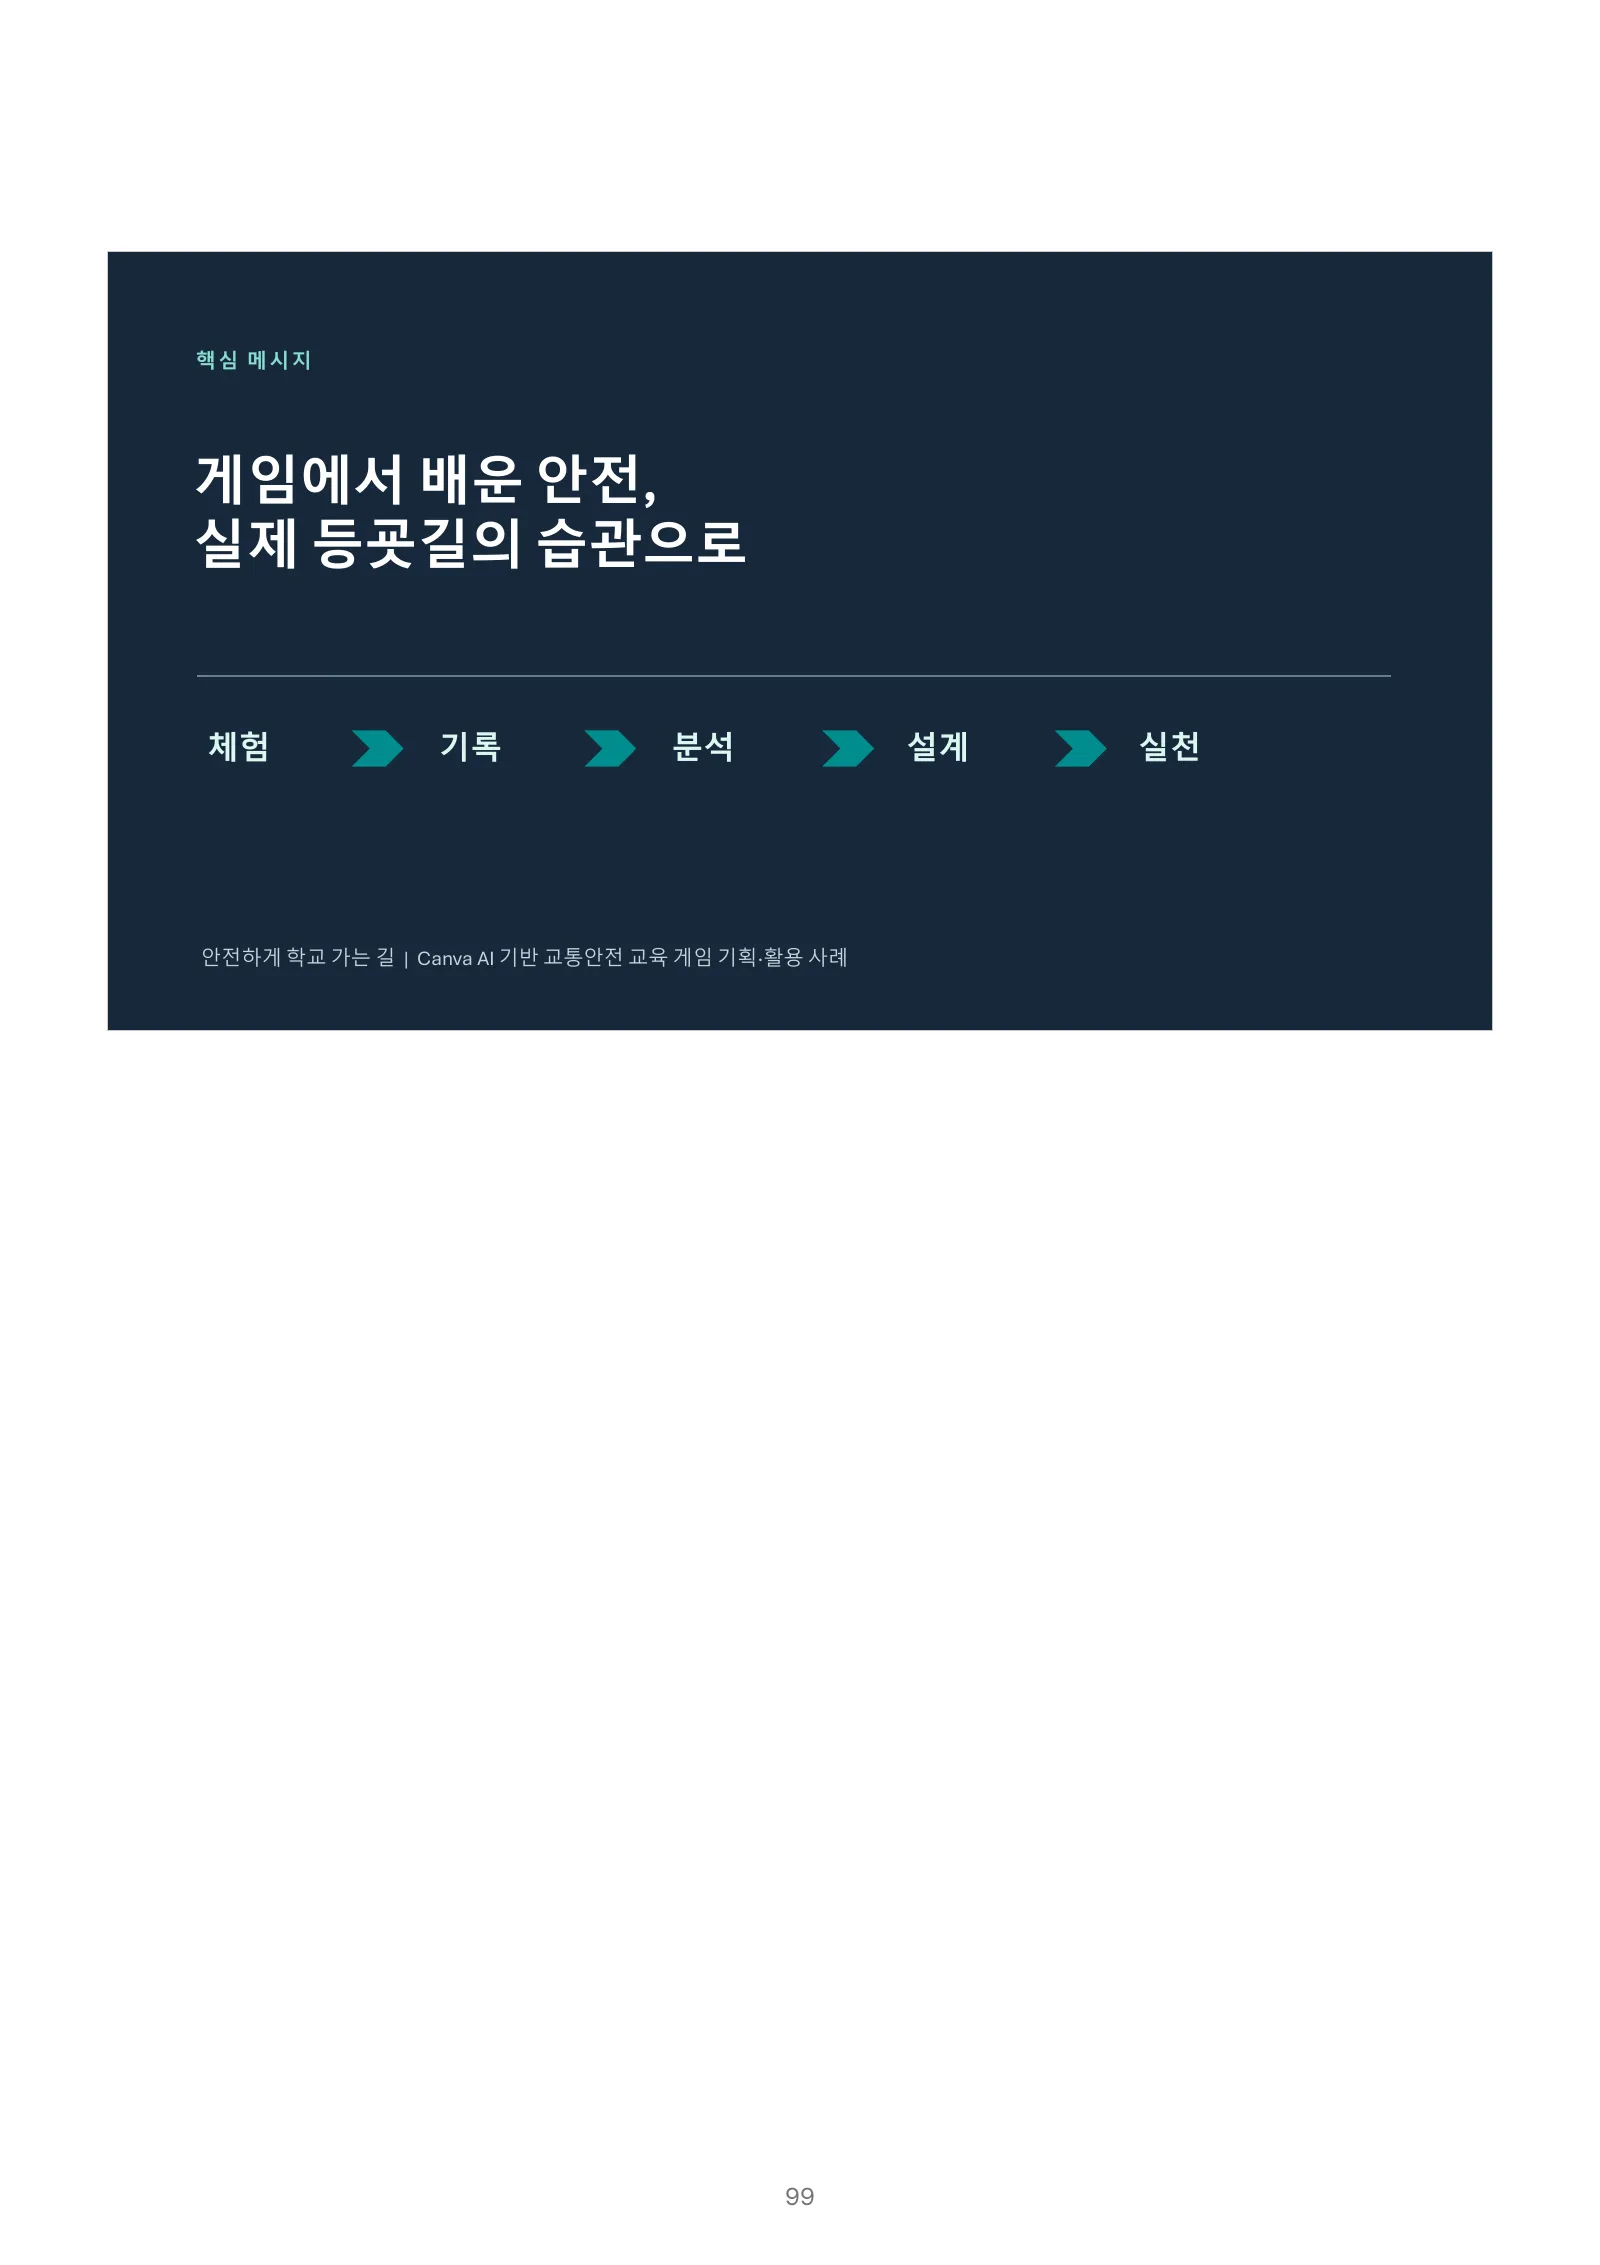 핵심 메시지
게임에서 배운 안전,
실제 등굣길의 습관으로
체험 기록 분석 설계 실천
안전하게 학교 가는 길 | Canva AI 기반 교통안전 교육 게임 기획·활용 사례
99